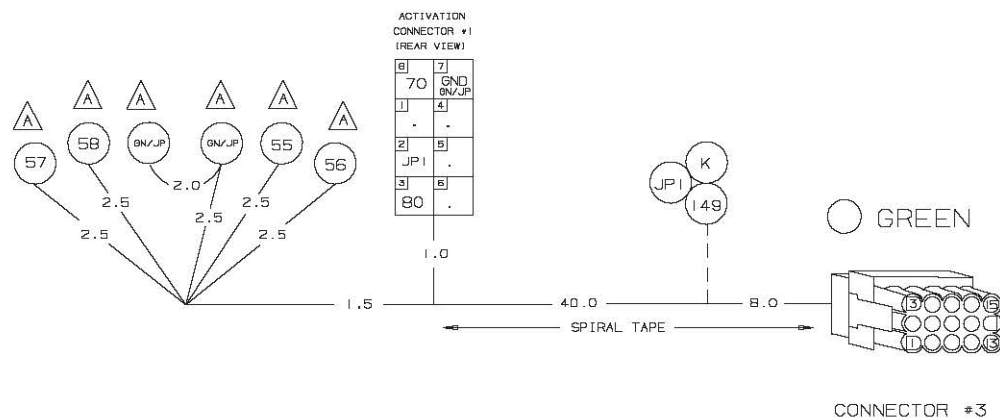 ACTIVATION
CONNECTOR #1
(REAR VIEW)
8 70 7 GND
GN/JP
1 . 4 .
2 JP1 5 .
3 80 6 .
A A A A A A
57 58 GN/JP GN/JP 55 56
2.0
2.5 2.5 2.5 2.5 2.5
1.0
1.5
K
JP1
149
GREEN
40.0 8.0
SPIRAL TAPE
3 15
1 13
CONNECTOR #3